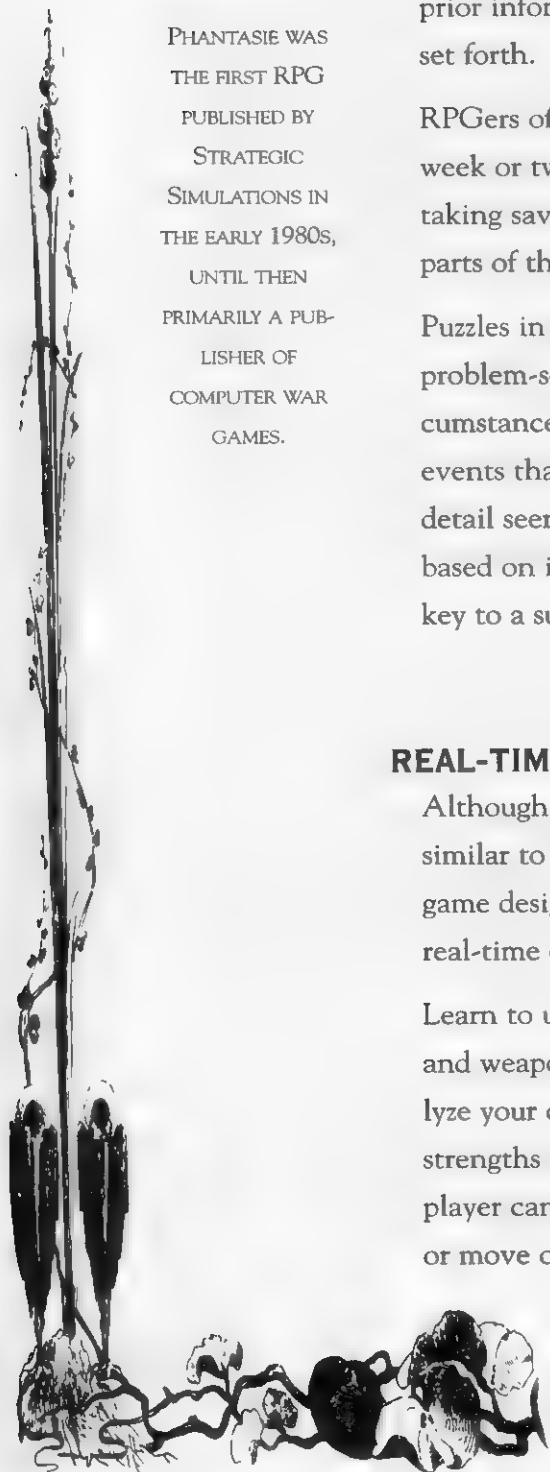 PHANTASIE WAS
THE FIRST RPG
PUBLISHED BY
STRATEGIC
SIMULATIONS IN
THE EARLY 1980S,
UNTIL THEN
PRIMARILY A PUB-
LISHER OF
COMPUTER WAR
GAMES.
prior infor
set forth.
RPGers of
week or tw
taking sav
parts of th
Puzzles in
problem-s
cumstance
events tha
detail seer
based on i
key to a su
REAL-TIM
Although
similar to
game desig
real-time
Learn to u
and weapo
lyze your
strengths
player can
or move o